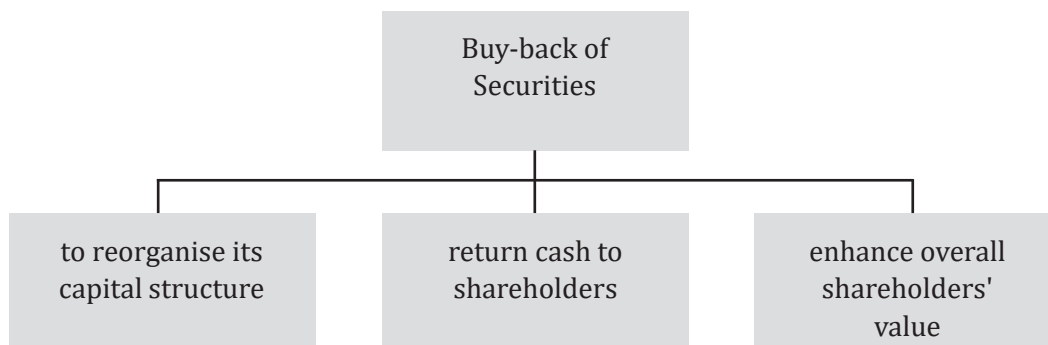 Buy-back of
Securities
to reorganise its
capital structure
return cash to
shareholders
enhance overall
shareholders'
value